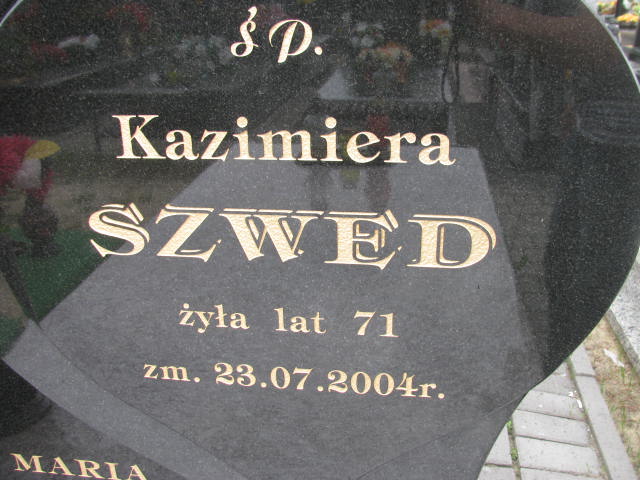 ś p.
Kazimiera
SZWED
żyła lat 71
zm. 23.07.2004r.
MARIA